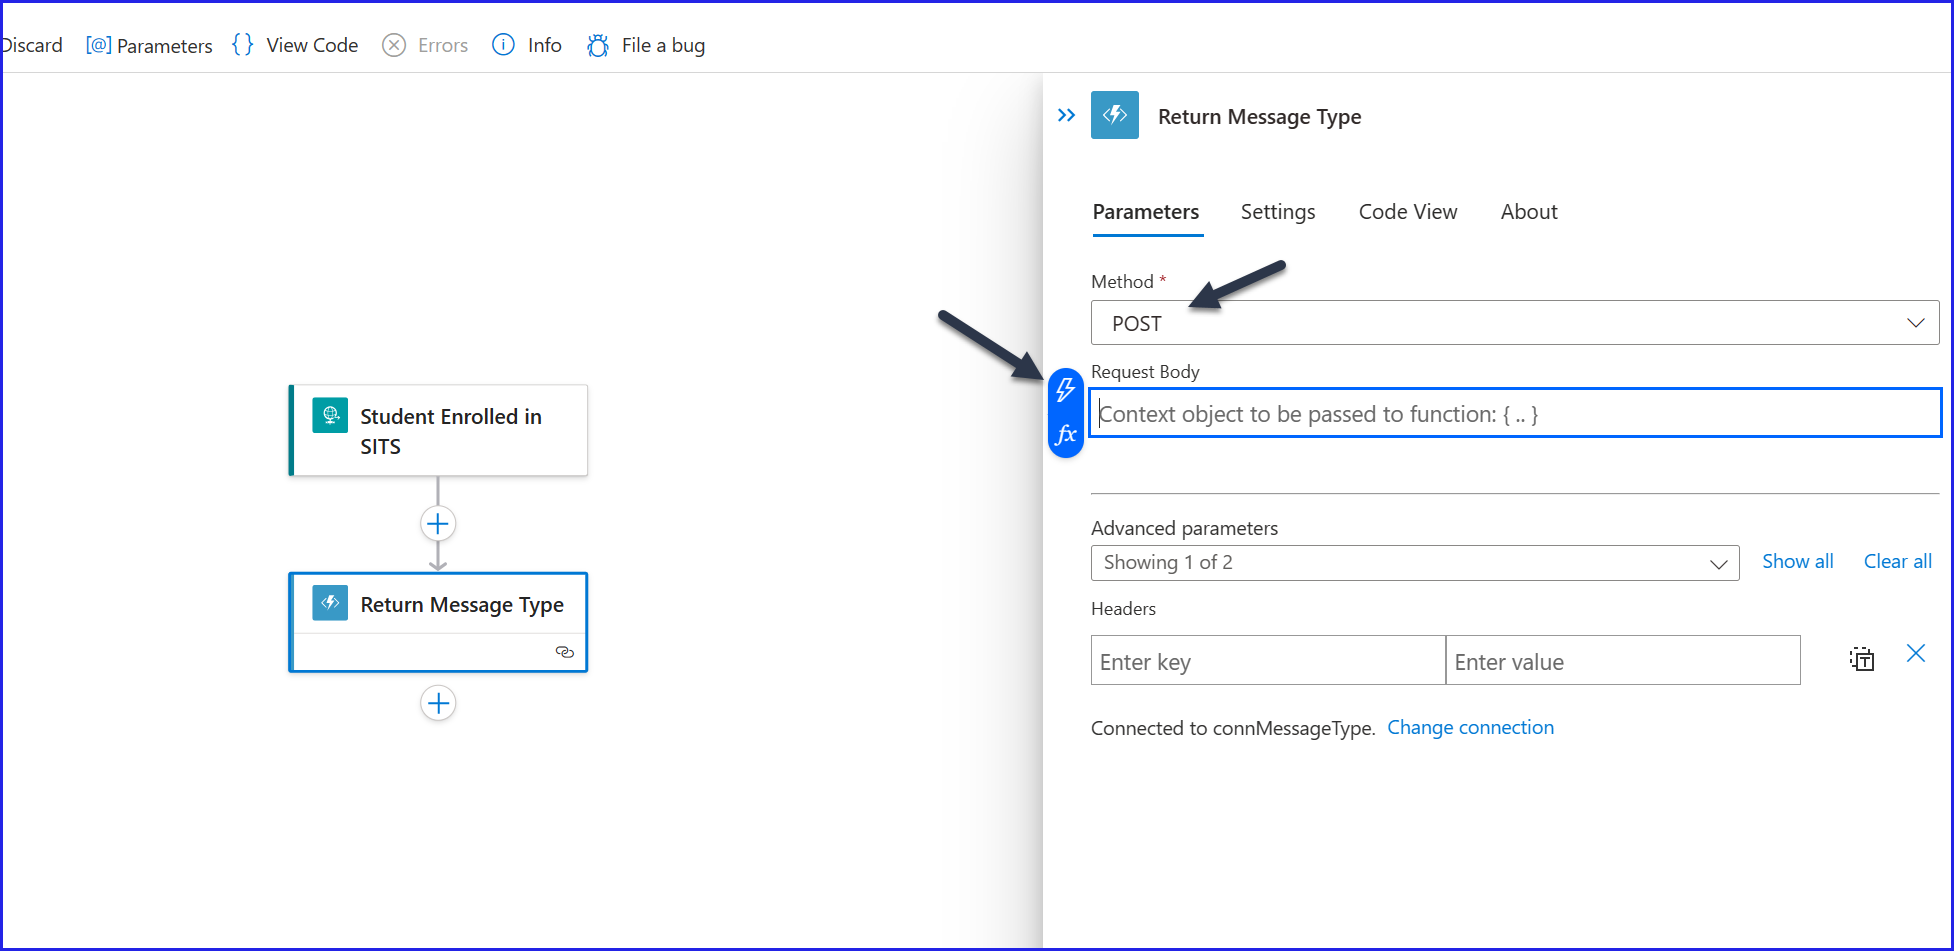 Discard [@] Parameters {} View Code Errors Info File a bug
Return Message Type
Parameters Settings Code View About
Method *
POST
Request Body
fx
Context object to be passed to function: { .. }
Student Enrolled in
SITS
Return Message Type
Advanced parameters
Showing 1 of 2 Show all Clear all
Headers
Enter key Enter value
Connected to connMessageType. Change connection